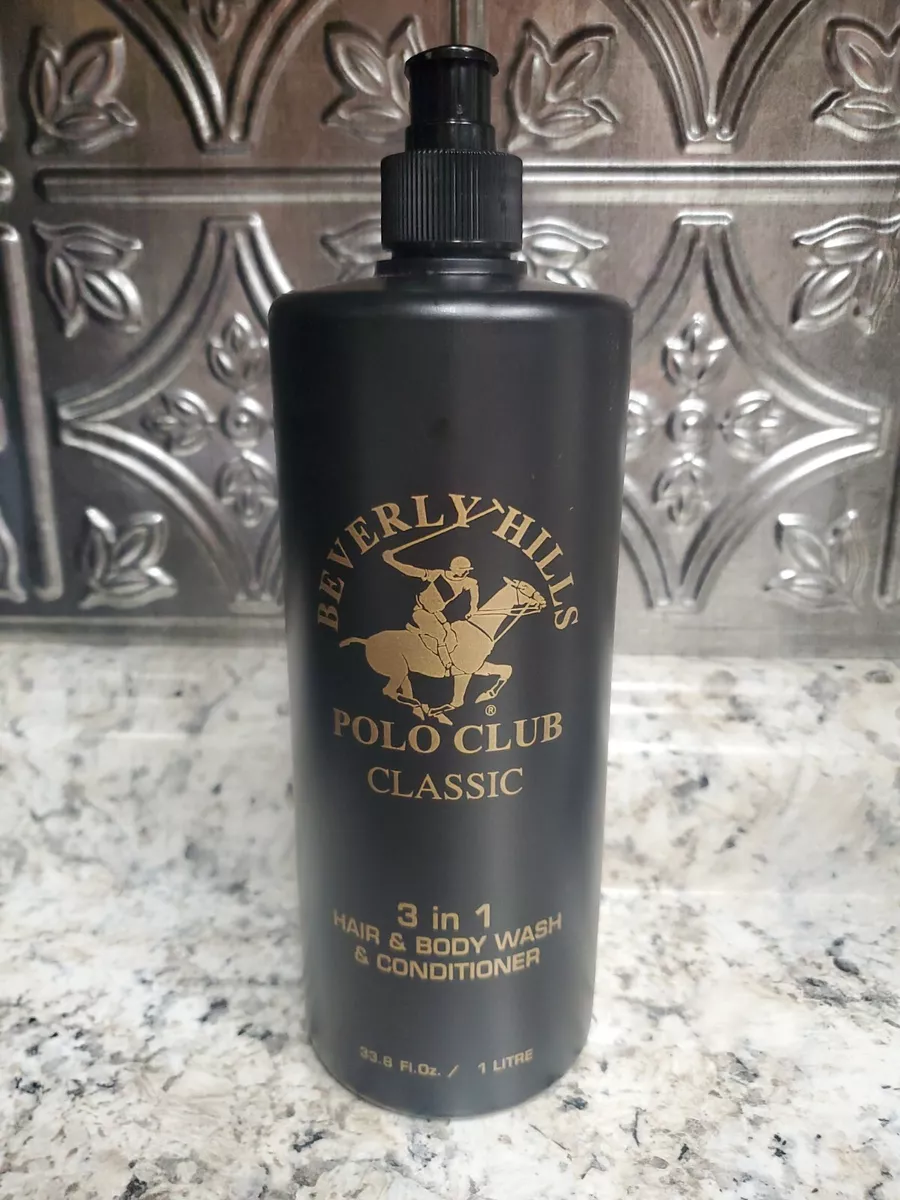 BEVERLY HILLS
®
POLO CLUB
CLASSIC
3 in 1
HAIR & BODY WASH
& CONDITIONER
33.8 Fl.Oz. / 1 LITRE